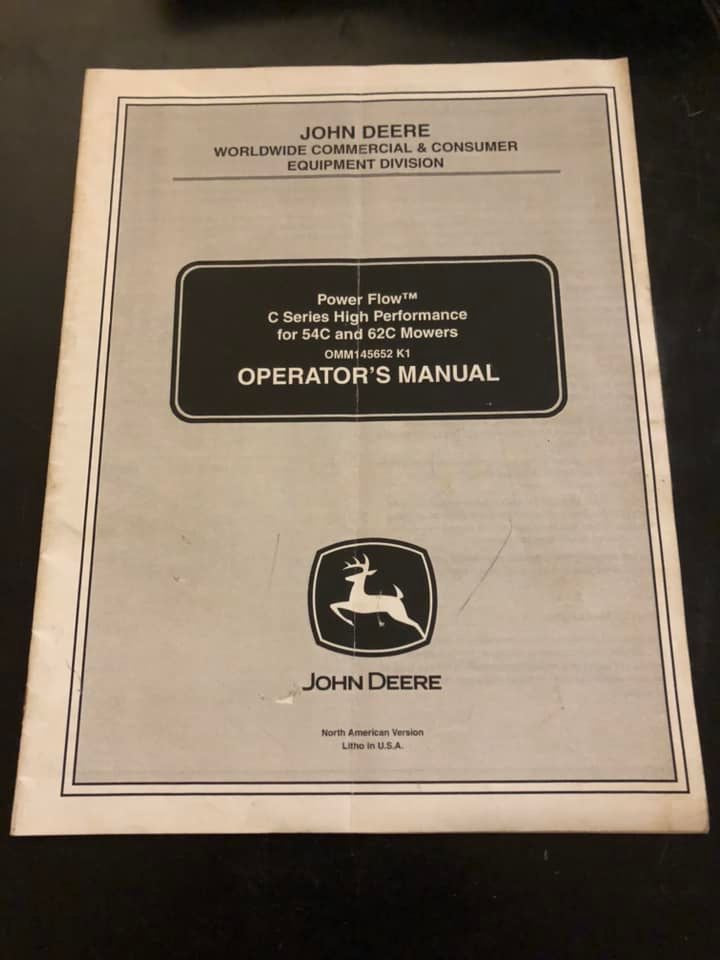 JOHN DEERE
WORLDWIDE COMMERCIAL & CONSUMER
EQUIPMENT DIVISION
Power Flow™
C Series High Performance
for 54C and 62C Mowers
OMM145652 K1
OPERATOR'S MANUAL
JOHN DEERE
North American Version
Litho in U.S.A.